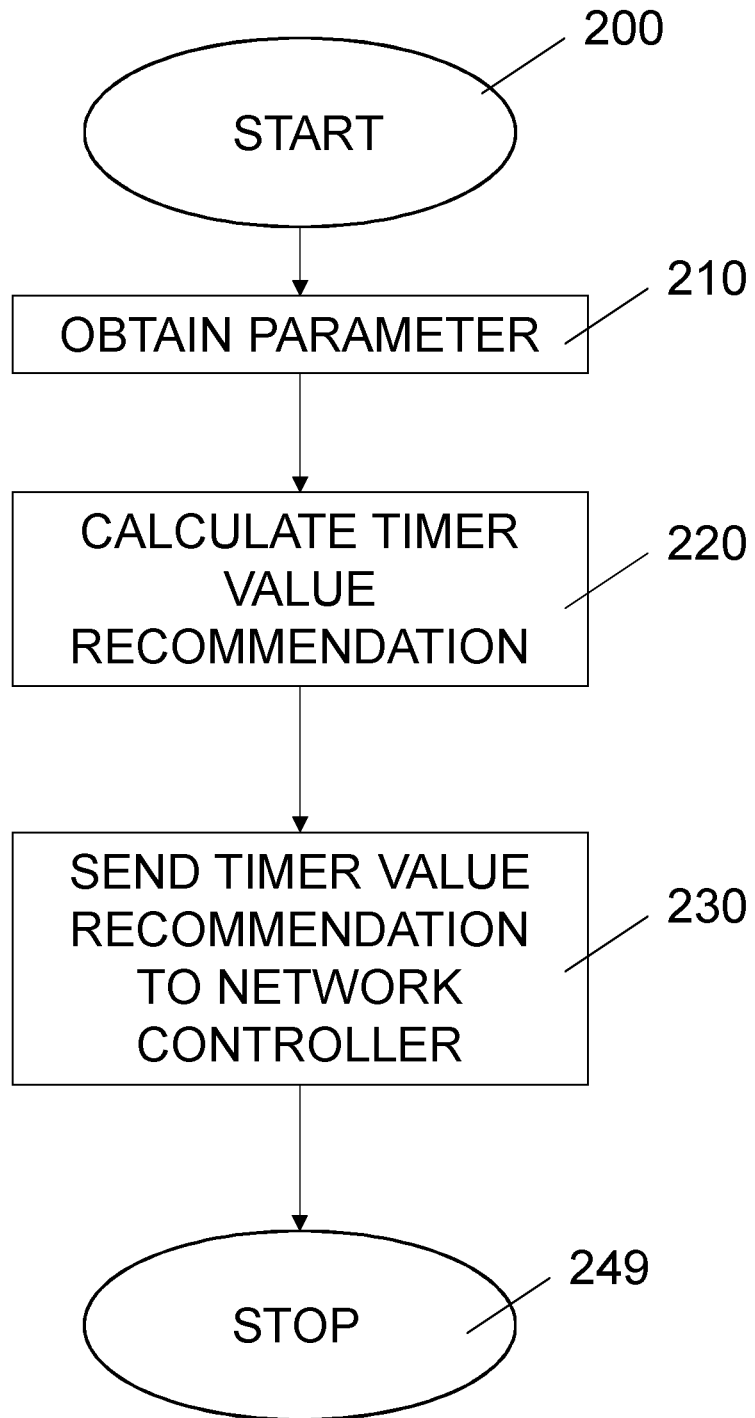 200
START
210
OBTAIN PARAMETER
220
CALCULATE TIMER
VALUE
RECOMMENDATION
230
SEND TIMER VALUE
RECOMMENDATION
TO NETWORK
CONTROLLER
249
STOP